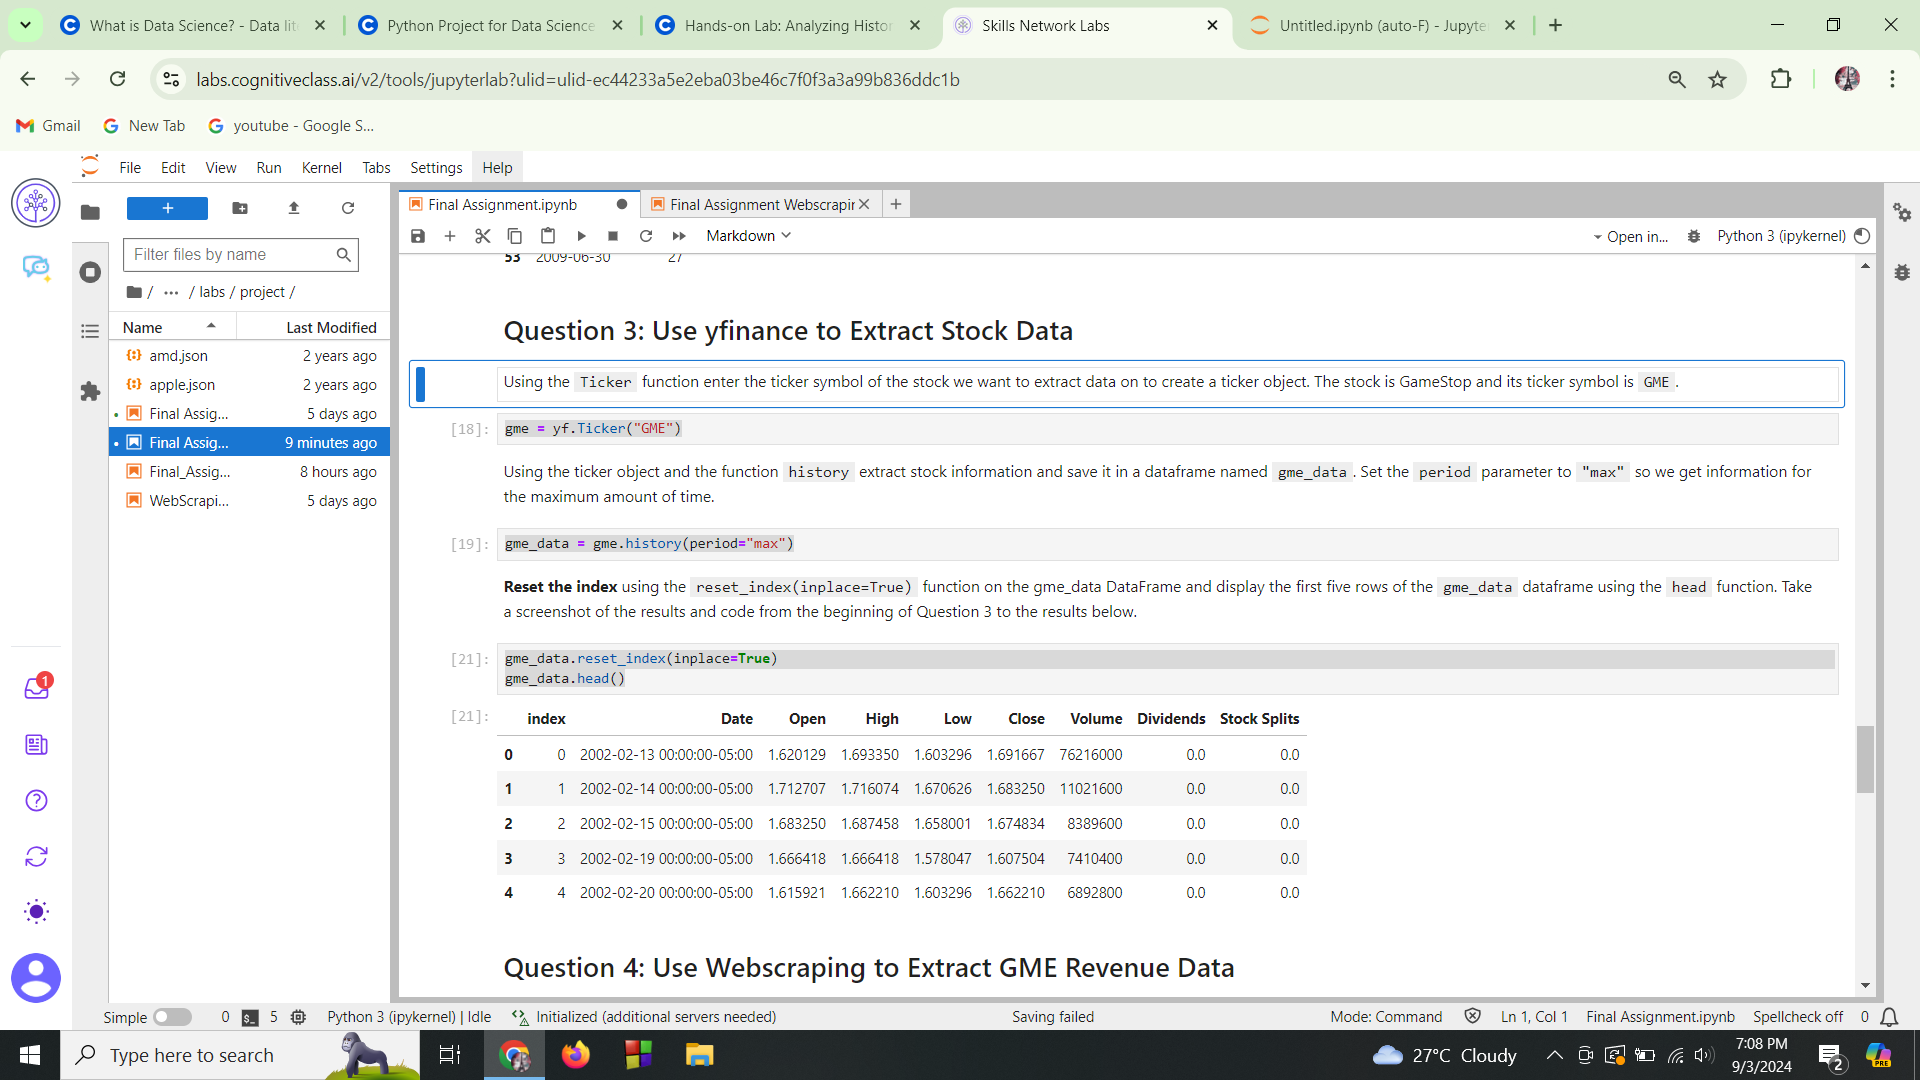 What is Data Science? - Data lite
Python Project for Data Science
Hands-on Lab: Analyzing Histor
Skills Network Labs
Untitled.ipynb (auto-F) - Jupyte
labs.cognitiveclass.ai/v2/tools/jupyterlab?ulid=ulid-ec44233a5e2eba03be46c7f0f3a3a99b836ddc1b
Gmail New Tab youtube - Google S...
File Edit View Run Kernel Tabs Settings Help
Final Assignment.ipynb Final Assignment Webscrapin
Filter files by name
Markdown Open in... Python 3 (ipykernel)
/ ··· / labs / project /
Name Last Modified
amd.json 2 years ago
apple.json 2 years ago
Final Assig... 5 days ago
Final Assig... 9 minutes ago
Final_Assig... 8 hours ago
WebScrapi... 5 days ago
1
53 2009-06-30 27
Question 3: Use yfinance to Extract Stock Data
Using the Ticker function enter the ticker symbol of the stock we want to extract data on to create a ticker object. The stock is GameStop and its ticker symbol is GME .
[18]: gme = yf.Ticker("GME")
Using the ticker object and the function history extract stock information and save it in a dataframe named gme_data . Set the period parameter to "max" so we get information for
the maximum amount of time.
[19]: gme_data = gme.history(period="max")
Reset the index using the reset_index(inplace=True) function on the gme_data DataFrame and display the first five rows of the gme_data dataframe using the head function. Take
a screenshot of the results and code from the beginning of Question 3 to the results below.
[21]: gme_data.reset_index(inplace=True)
gme_data.head()
[21]: index Date Open High Low Close Volume Dividends Stock Splits
0 0 2002-02-13 00:00:00-05:00 1.620129 1.693350 1.603296 1.691667 76216000 0.0 0.0
1 1 2002-02-14 00:00:00-05:00 1.712707 1.716074 1.670626 1.683250 11021600 0.0 0.0
2 2 2002-02-15 00:00:00-05:00 1.683250 1.687458 1.658001 1.674834 8389600 0.0 0.0
3 3 2002-02-19 00:00:00-05:00 1.666418 1.666418 1.578047 1.607504 7410400 0.0 0.0
4 4 2002-02-20 00:00:00-05:00 1.615921 1.662210 1.603296 1.662210 6892800 0.0 0.0
Question 4: Use Webscraping to Extract GME Revenue Data
Simple 0 5 Python 3 (ipykernel) | Idle Initialized (additional servers needed) Saving failed Mode: Command Ln 1, Col 1 Final Assignment.ipynb Spellcheck off 0
Type here to search 27°C Cloudy 7:08 PM
9/3/2024 2 PRE